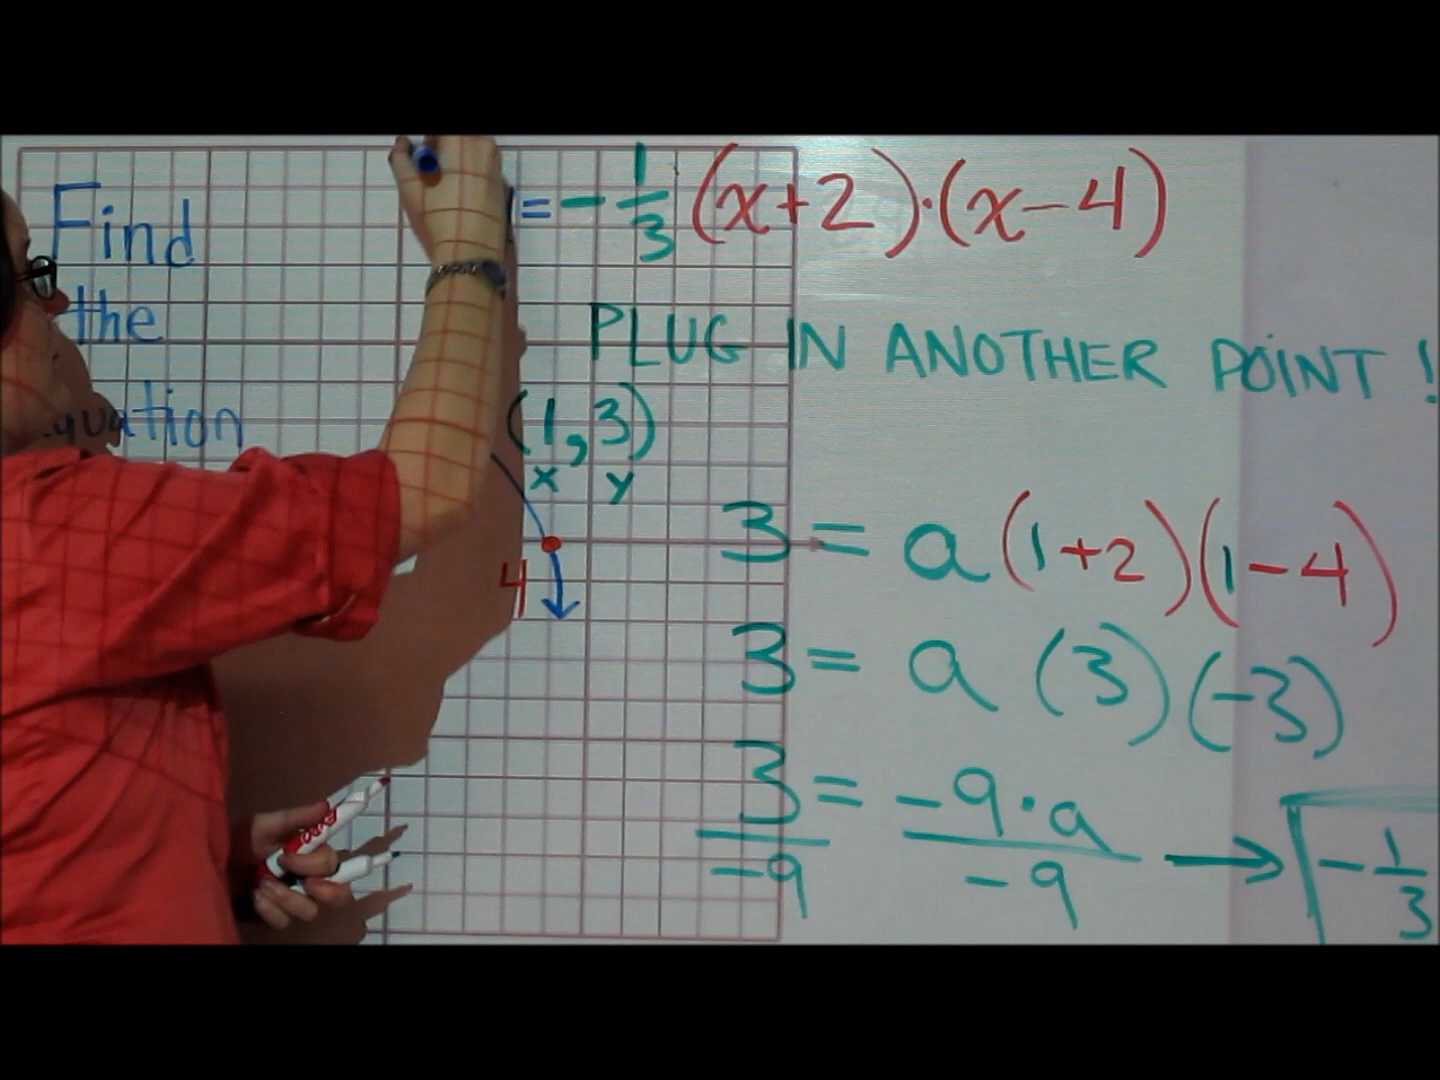 Find
the
Equation
= - 1/3 (x+2)·(x-4)
PLUG IN ANOTHER POINT!
(1,3)
x y
4
3 = a(1+2)(1-4)
3 = a(3)(-3)
3/-9 = -9·a/-9 → -1/3